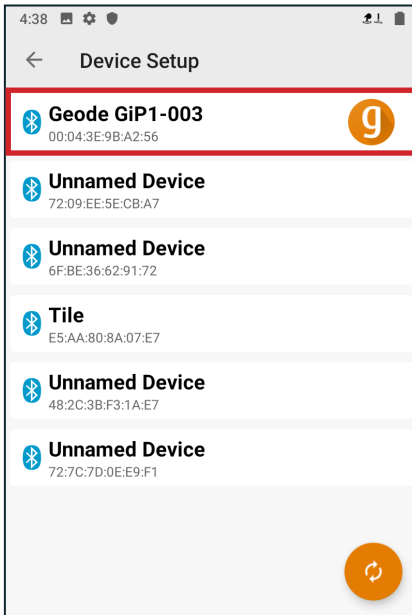 4:38
Device Setup
Geode GiP1-003
00:04:3E:9B:A2:56
g
Unnamed Device
72:09:EE:5E:CB:A7
Unnamed Device
6F:BE:36:62:91:72
Tile
E5:AA:80:8A:07:E7
Unnamed Device
48:2C:3B:F3:1A:E7
Unnamed Device
72:7C:7D:0E:E9:F1